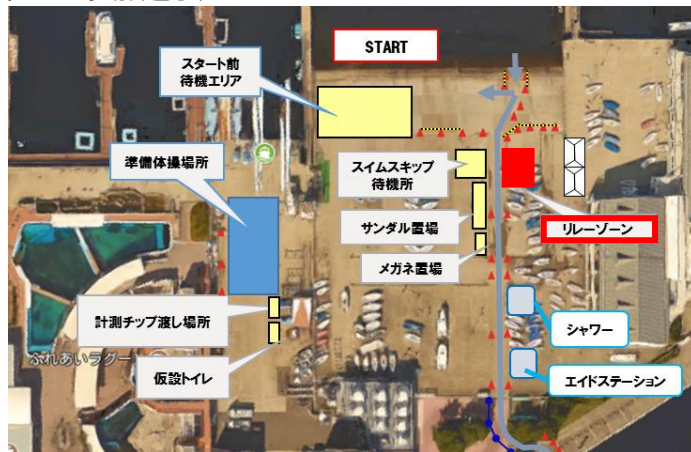 START
スタート前
待機エリア
準備体操場所
スイムスキップ
待機所
サンダル置場
リレーゾーン
メガネ置場
計測チップ渡し場所
シャワー
ふれあいラグーン
仮設トイレ
エイドステーション